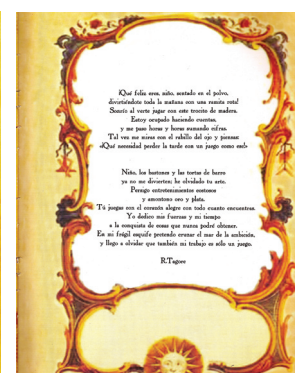 ¡Qué feliz eres, niño, sentado en el polvo,
divirtiéndote toda la mañana con una ramita rota!
Sonrío al verte jugar con este trocito de madera.
Estoy ocupado haciendo cuentas,
y me paso horas y horas sumando cifras.
Tal vez me miras con el rabillo del ojo y piensas:
«¡Qué necesidad perder la tarde con un juego como ese!»
Niño, los bastones y las tortas de barro
ya no me divierten; he olvidado tu arte.
Persigo entretenimientos costosos
y amontono oro y plata.
Tú juegas con el corazón alegre con todo cuanto encuentras.
Yo dedico mis fuerzas y mi tiempo
a la conquista de cosas que nunca podré obtener.
En mi frágil esquife pretendo cruzar el mar de la ambición,
y llego a olvidar que también mi trabajo es sólo un juego.
R.Tagore